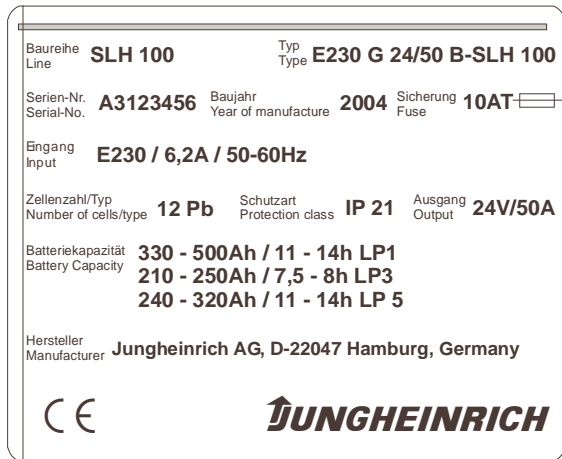 Baureihe Line SLH 100 Typ Type E230 G 24/50 B-SLH 100
Serien-Nr. Serial-No. A3123456 Baujahr Year of manufacture 2004 Sicherung Fuse 10AT
Eingang Input E230 / 6,2A / 50-60Hz
Zellenzahl/Typ Number of cells/type 12 Pb Schutzart Protection class IP 21 Ausgang Output 24V/50A
Batteriekapazität Battery Capacity 330 - 500Ah / 11 - 14h LP1
210 - 250Ah / 7,5 - 8h LP3
240 - 320Ah / 11 - 14h LP 5
Hersteller Manufacturer Jungheinrich AG, D-22047 Hamburg, Germany
CE JUNGHEINRICH